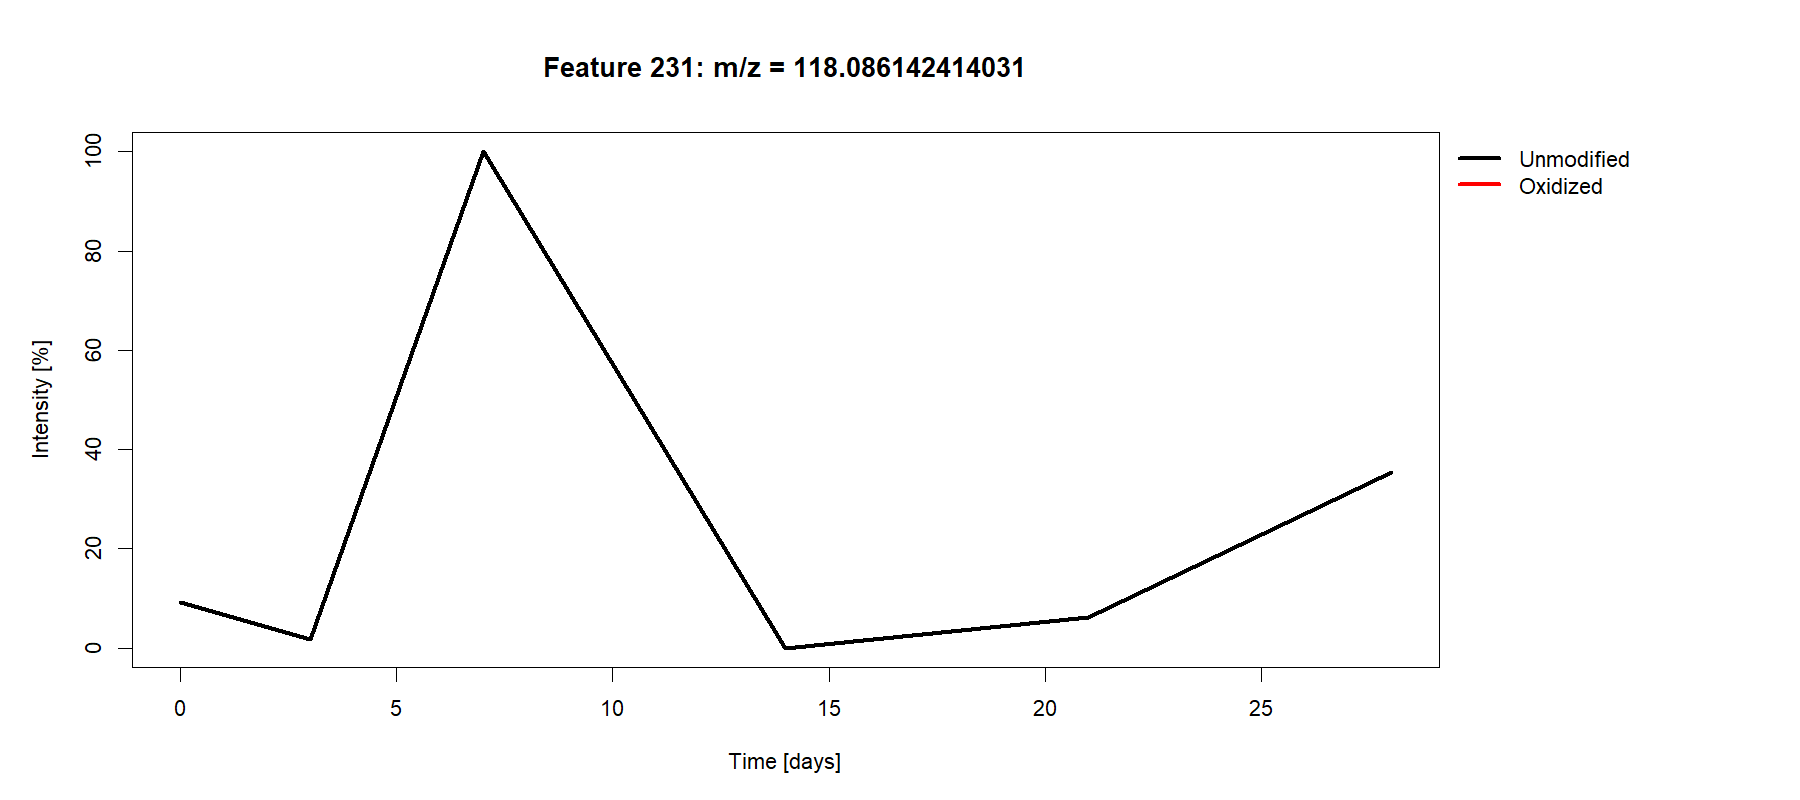 Feature 231: m/z = 118.086142414031
Unmodified
Oxidized
Intensity [%]
100
80
60
40
20
0
0 5 10 15 20 25
Time [days]